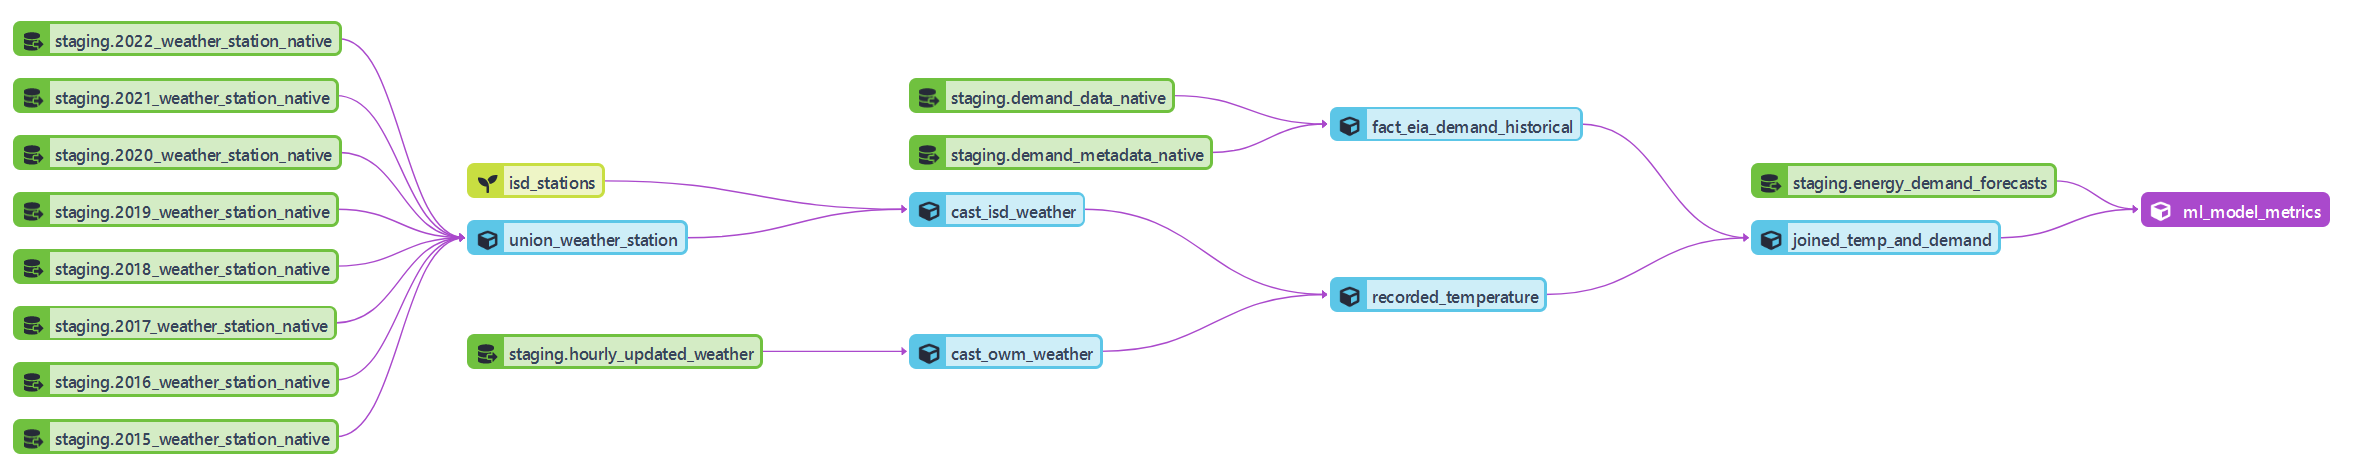 staging.2022_weather_station_native
staging.2021_weather_station_native
staging.2020_weather_station_native
staging.2019_weather_station_native
staging.2018_weather_station_native
staging.2017_weather_station_native
staging.2016_weather_station_native
staging.2015_weather_station_native
isd_stations
union_weather_station
staging.hourly_updated_weather
staging.demand_data_native
staging.demand_metadata_native
cast_isd_weather
cast_owm_weather
fact_eia_demand_historical
recorded_temperature
staging.energy_demand_forecasts
joined_temp_and_demand
ml_model_metrics